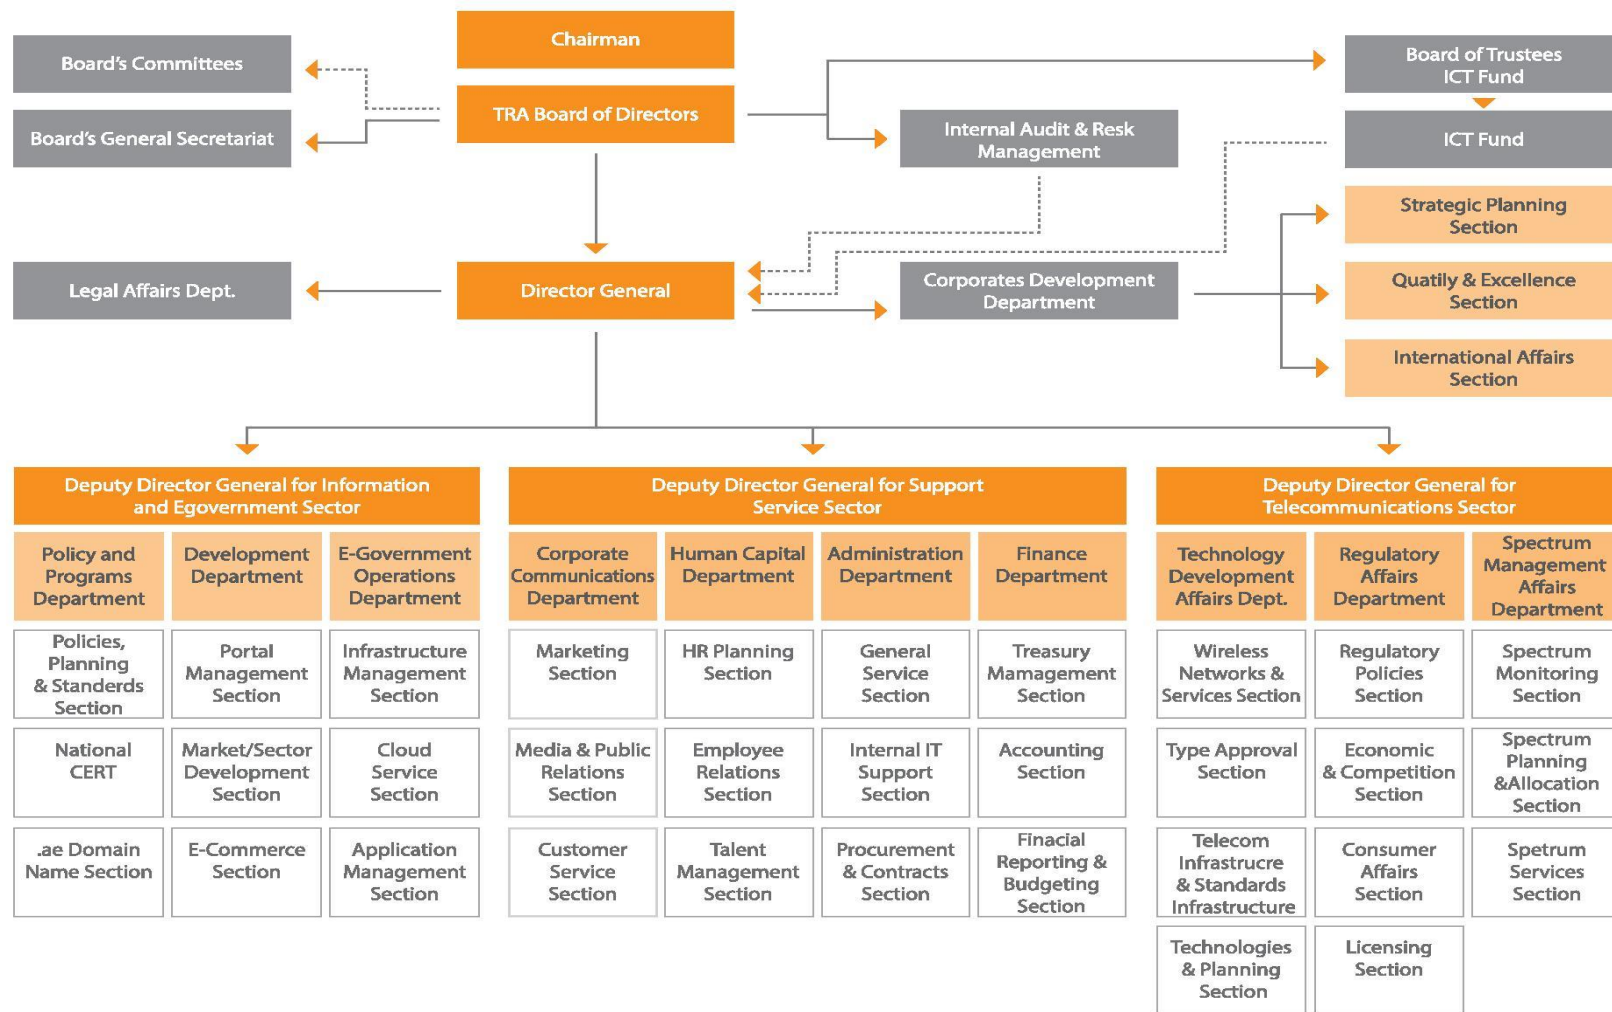 Chairman
TRA Board of Directors
Board's Committees
Board's General Secretariat
Internal Audit & Risk
Management
Board of Trustees
ICT Fund
ICT Fund
Legal Affairs Dept.
Director General
Corporates Development
Department
Strategic Planning
Section
Quatily & Excellence
Section
International Affairs
Section
Deputy Director General for Information
and Egovernment Sector
Policy and
Programs
Department
Development
Department
E-Government
Operations
Department
Policies,
Planning
& Standerds
Section
Portal
Management
Section
Infrastructure
Management
Section
National
CERT
Market/Sector
Development
Section
Cloud
Service
Section
.ae Domain
Name Section
E-Commerce
Section
Application
Management
Section
Deputy Director General for Support
Service Sector
Corporate
Communications
Department
Human Capital
Department
Administration
Department
Finance
Department
Marketing
Section
HR Planning
Section
General
Service
Section
Treasury
Mamagement
Section
Media & Public
Relations
Section
Employee
Relations
Section
Internal IT
Support
Section
Accounting
Section
Customer
Service
Section
Talent
Management
Section
Procurement
& Contracts
Section
Finacial
Reporting &
Budgeting
Section
Deputy Director General for
Telecommunications Sector
Technology
Development
Affairs Dept.
Regulatory
Affairs
Department
Spectrum
Management
Affairs
Department
Wireless
Networks &
Services Section
Regulatory
Policies
Section
Spectrum
Monitoring
Section
Type Approval
Section
Economic
& Competition
Section
Spectrum
Planning
&Allocation
Section
Telecom
Infrastrucre
& Standards
Infrastructure
Consumer
Affairs
Section
Spetrum
Services
Section
Technologies
& Planning
Section
Licensing
Section